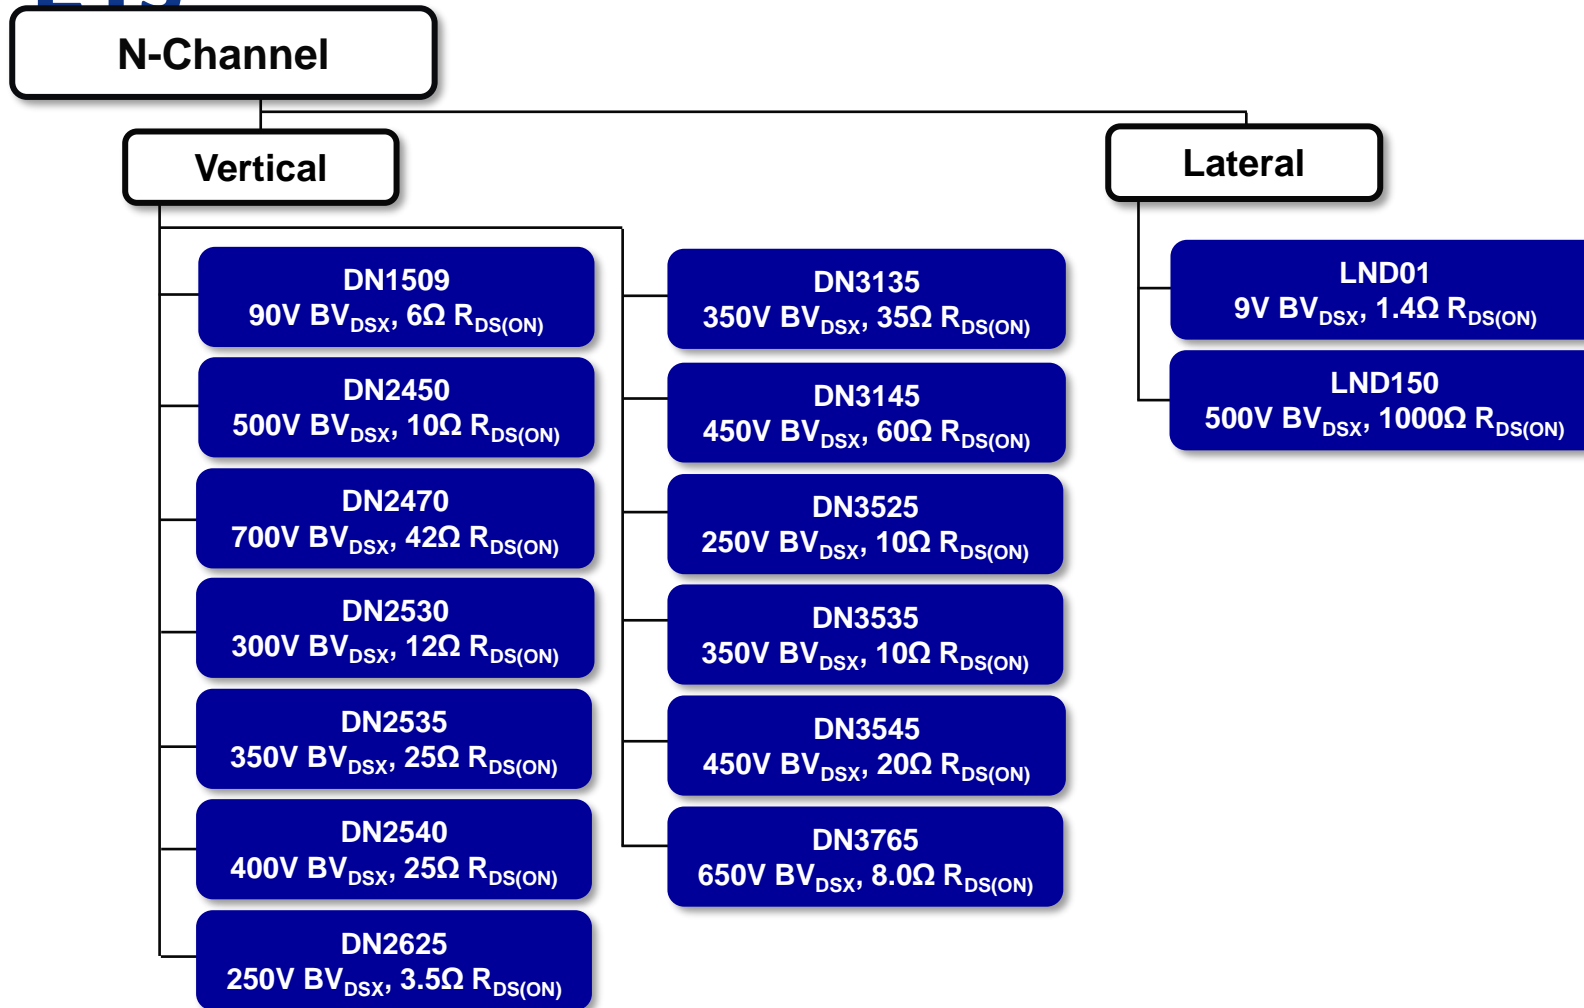 N-Channel
Vertical
Lateral
DN1509
90V BVDSX, 6Ω RDS(ON)
DN2450
500V BVDSX, 10Ω RDS(ON)
DN2470
700V BVDSX, 42Ω RDS(ON)
DN2530
300V BVDSX, 12Ω RDS(ON)
DN2535
350V BVDSX, 25Ω RDS(ON)
DN2540
400V BVDSX, 25Ω RDS(ON)
DN2625
250V BVDSX, 3.5Ω RDS(ON)
DN3135
350V BVDSX, 35Ω RDS(ON)
DN3145
450V BVDSX, 60Ω RDS(ON)
DN3525
250V BVDSX, 10Ω RDS(ON)
DN3535
350V BVDSX, 10Ω RDS(ON)
DN3545
450V BVDSX, 20Ω RDS(ON)
DN3765
650V BVDSX, 8.0Ω RDS(ON)
LND01
9V BVDSX, 1.4Ω RDS(ON)
LND150
500V BVDSX, 1000Ω RDS(ON)